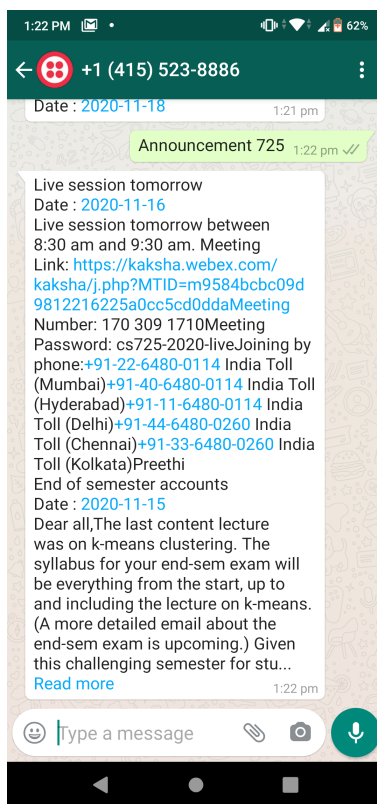 1:22 PM
62%
+1 (415) 523-8886
Date : 2020-11-18
1:21 pm
Announcement 725 1:22 pm
Live session tomorrow
Date : 2020-11-16
Live session tomorrow between
8:30 am and 9:30 am. Meeting
Link: https://kaksha.webex.com/
kaksha/j.php?MTID=m9584bcbc09d
9812216225a0cc5cd0ddaMeeting
Number: 170 309 1710Meeting
Password: cs725-2020-liveJoining by
phone:+91-22-6480-0114 India Toll
(Mumbai)+91-40-6480-0114 India Toll
(Hyderabad)+91-11-6480-0114 India
Toll (Delhi)+91-44-6480-0260 India
Toll (Chennai)+91-33-6480-0260 India
Toll (Kolkata)Preethi
End of semester accounts
Date : 2020-11-15
Dear all,The last content lecture
was on k-means clustering. The
syllabus for your end-sem exam will
be everything from the start, up to
and including the lecture on k-means.
(A more detailed email about the
end-sem exam is upcoming.) Given
this challenging semester for stu...
Read more
1:22 pm
Type a message